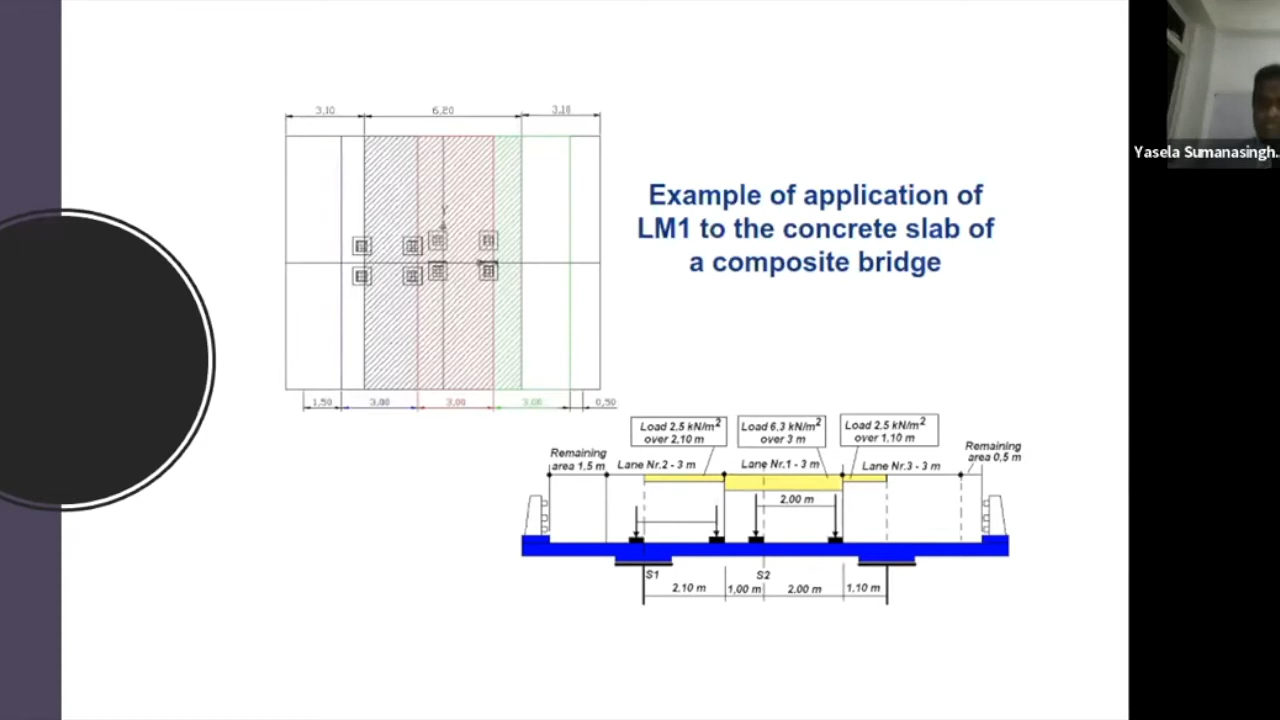 3,10
6,20
3,10
Yasela Sumanasingh...
Example of application of
LM1 to the concrete slab of
a composite bridge
1,50
3,00
3,00
3,00
0,50
Load 2,5 kN/m²
over 2,10 m
Load 6,3 kN/m²
over 3 m
Load 2,5 kN/m²
over 1,10 m
Remaining
area 1,5 m
Lane Nr.2 - 3 m
Lane Nr.1 - 3 m
Lane Nr.3 - 3 m
Remaining
area 0,5 m
2,00 m
S1
S2
2,10 m
1,00 m
2,00 m
1,10 m